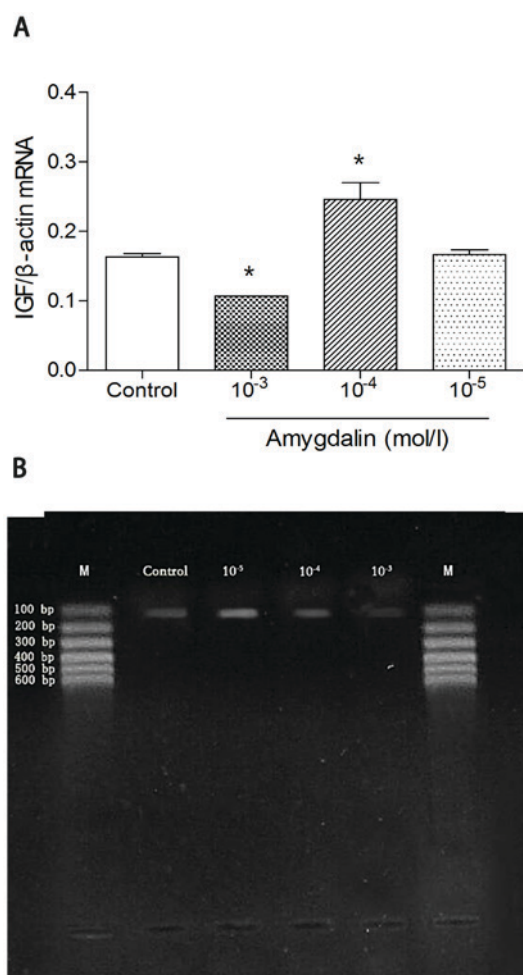 A
IGF/β-actin mRNA
0.4
0.3
0.2
0.1
0.0
*
*
Control
10⁻³
10⁻⁴
10⁻⁵
Amygdalin (mol/l)
B
M Control 10⁻⁵ 10⁻⁴ 10⁻³ M
100 bp
200 bp
300 bp
400 bp
500 bp
600 bp